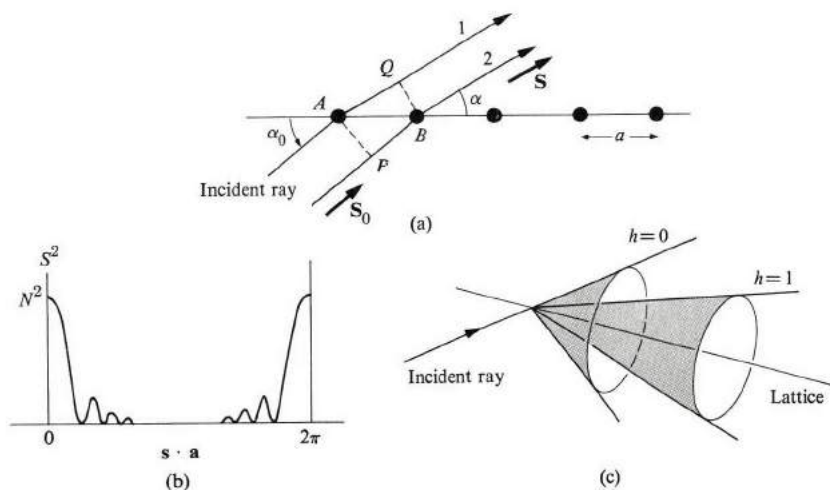 1
Q
2
S
A
α
α₀
B
a
P
Incident ray
S₀
(a)
S²
N²
0
2π
s · a
(b)
h=0
h=1
Incident ray
Lattice
(c)